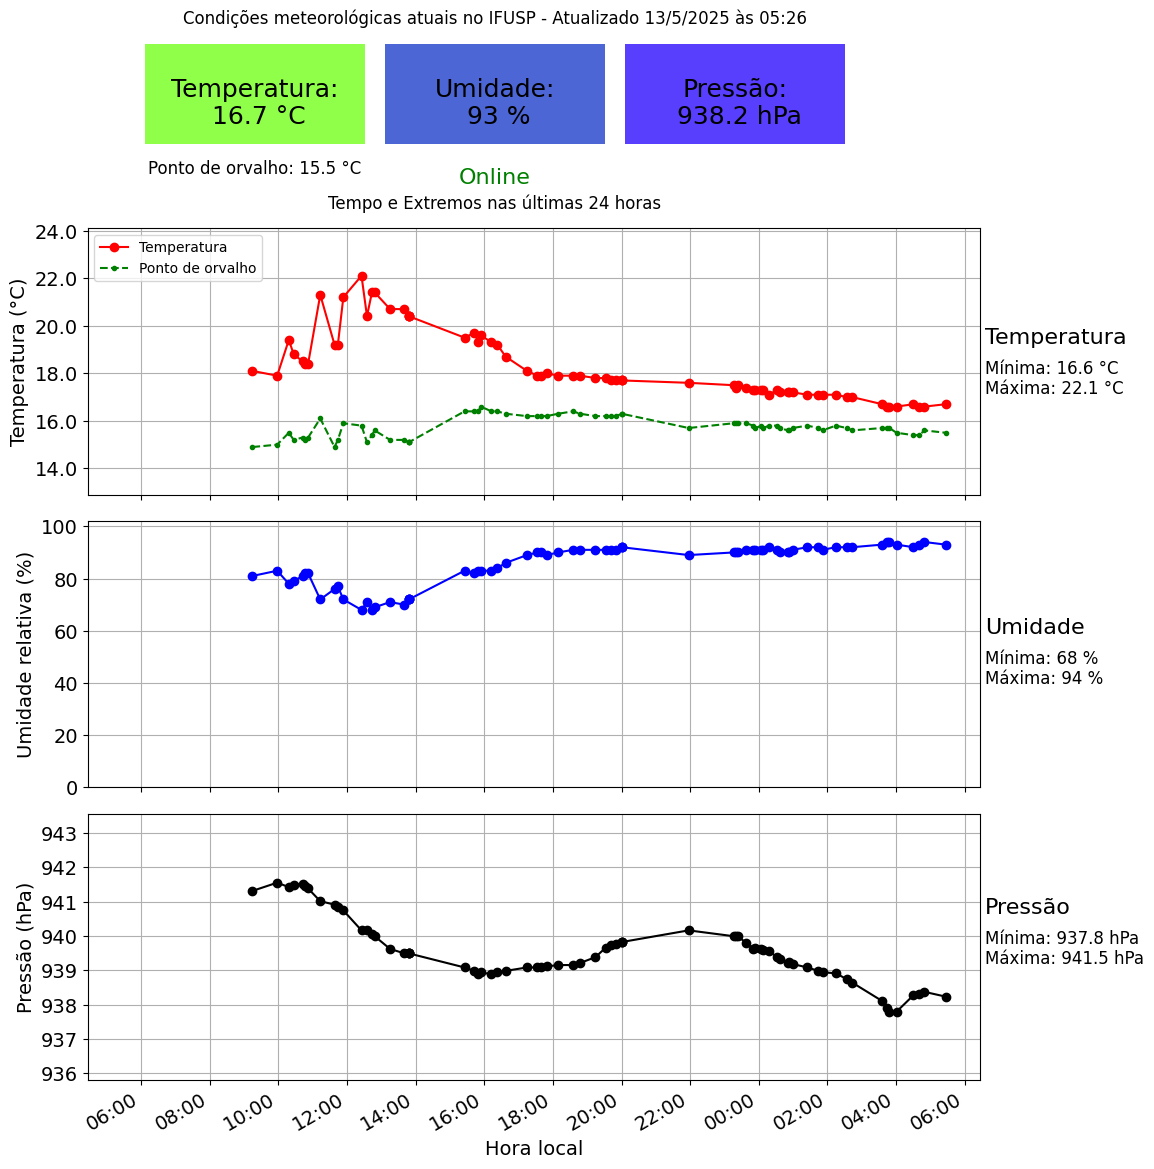 Condições meteorológicas atuais no IFUSP - Atualizado 13/5/2025 às 05:26
Temperatura:
16.7 °C
Umidade:
93 %
Pressão:
938.2 hPa
Ponto de orvalho: 15.5 °C
Online
Tempo e Extremos nas últimas 24 horas
Temperatura (°C)
24.0
22.0
20.0
18.0
16.0
14.0
Temperatura
Ponto de orvalho
Temperatura
Mínima: 16.6 °C
Máxima: 22.1 °C
Umidade relativa (%)
100
80
60
40
20
0
Umidade
Mínima: 68 %
Máxima: 94 %
Pressão (hPa)
943
942
941
940
939
938
937
936
Pressão
Mínima: 937.8 hPa
Máxima: 941.5 hPa
06:00 08:00 10:00 12:00 14:00 16:00 18:00 20:00 22:00 00:00 02:00 04:00 06:00
Hora local